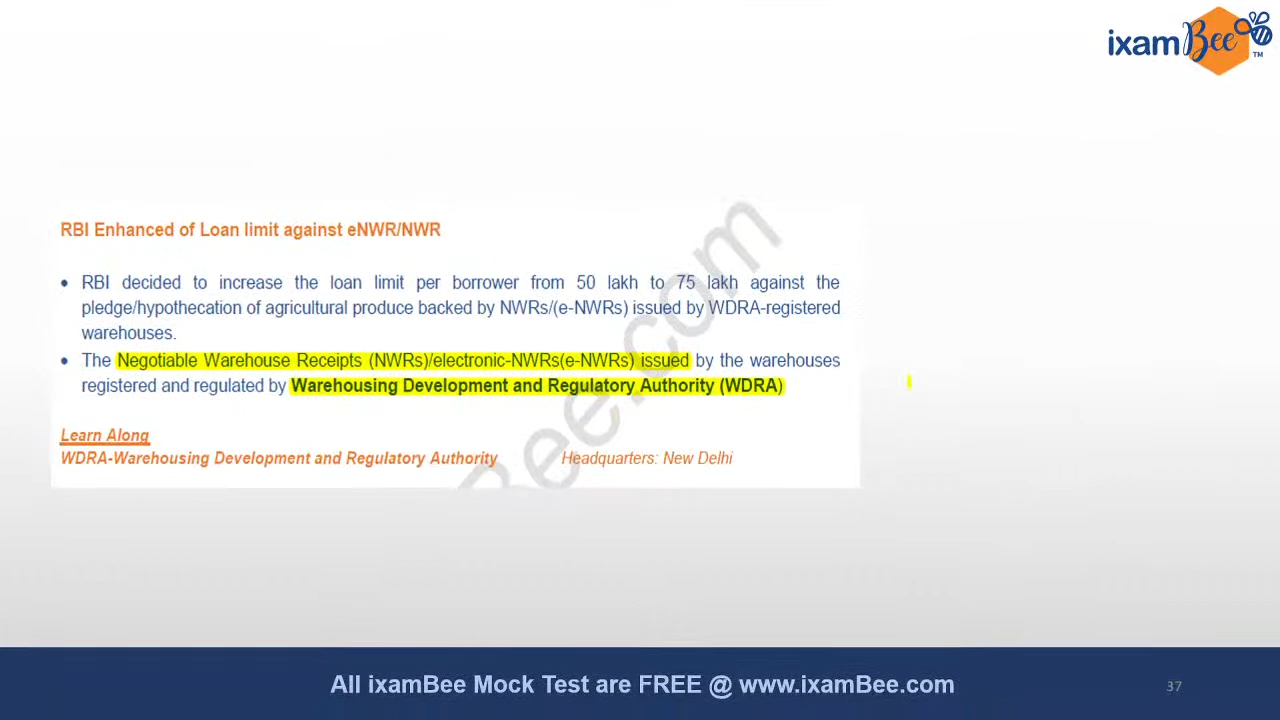 ixamBee
TM
RBI Enhanced of Loan limit against eNWR/NWR
• RBI decided to increase the loan limit per borrower from 50 lakh to 75 lakh against the
pledge/hypothecation of agricultural produce backed by NWRs/(e-NWRs) issued by WDRA-registered
warehouses.
• The Negotiable Warehouse Receipts (NWRs)/electronic-NWRs(e-NWRs) issued by the warehouses
registered and regulated by Warehousing Development and Regulatory Authority (WDRA)
Learn Along
WDRA-Warehousing Development and Regulatory Authority Headquarters: New Delhi
Bee.com
All ixamBee Mock Test are FREE @ www.ixamBee.com
37